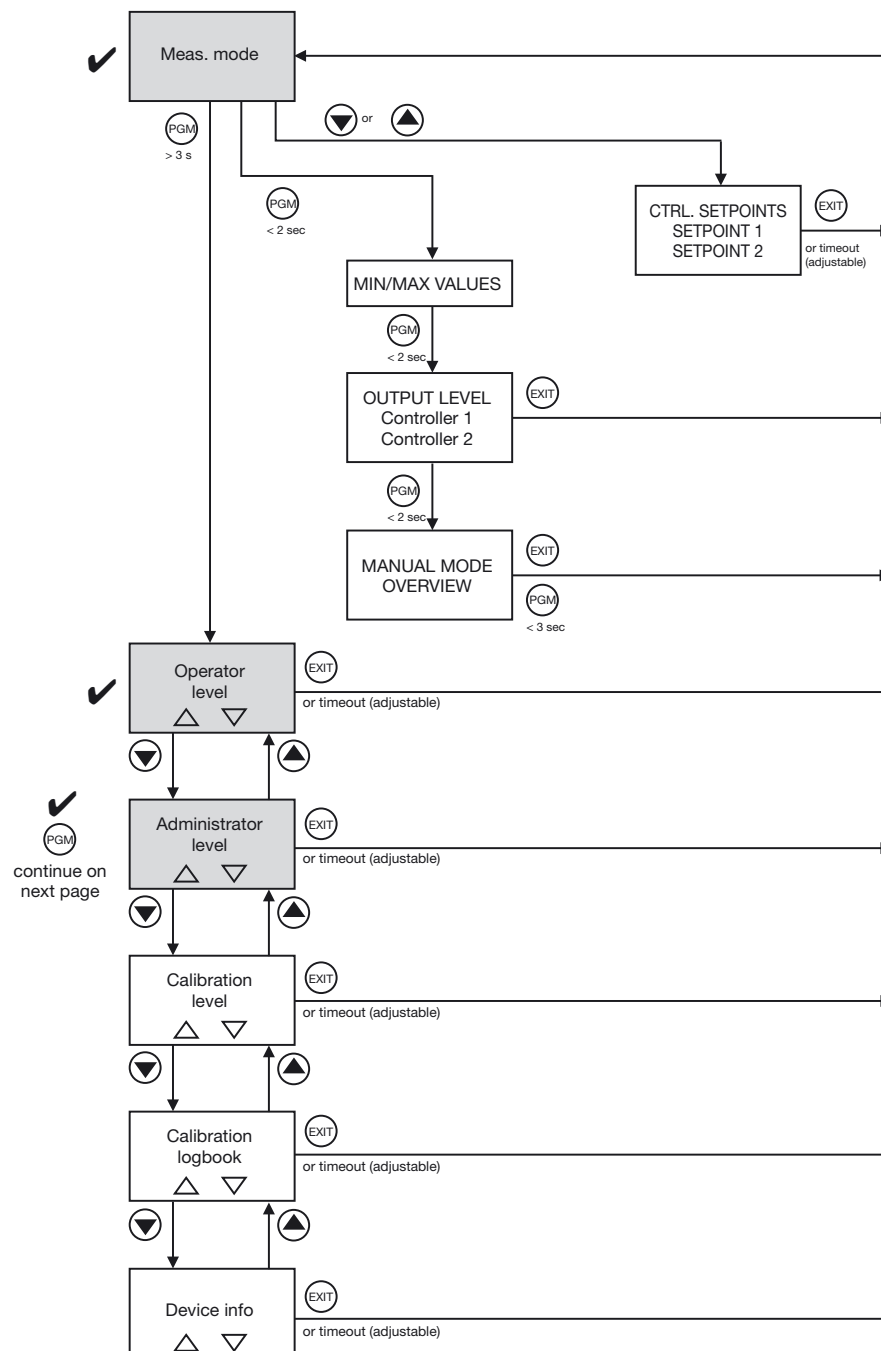 Meas. mode
PGM
> 3 s
or
PGM
< 2 sec
CTRL. SETPOINTS
SETPOINT 1
SETPOINT 2
EXIT
or timeout
(adjustable)
MIN/MAX VALUES
PGM
< 2 sec
OUTPUT LEVEL
Controller 1
Controller 2
EXIT
PGM
< 2 sec
MANUAL MODE
OVERVIEW
EXIT
PGM
< 3 sec
Operator
level
EXIT
or timeout (adjustable)
PGM
continue on
next page
Administrator
level
EXIT
or timeout (adjustable)
Calibration
level
EXIT
or timeout (adjustable)
Calibration
logbook
EXIT
or timeout (adjustable)
Device info
EXIT
or timeout (adjustable)